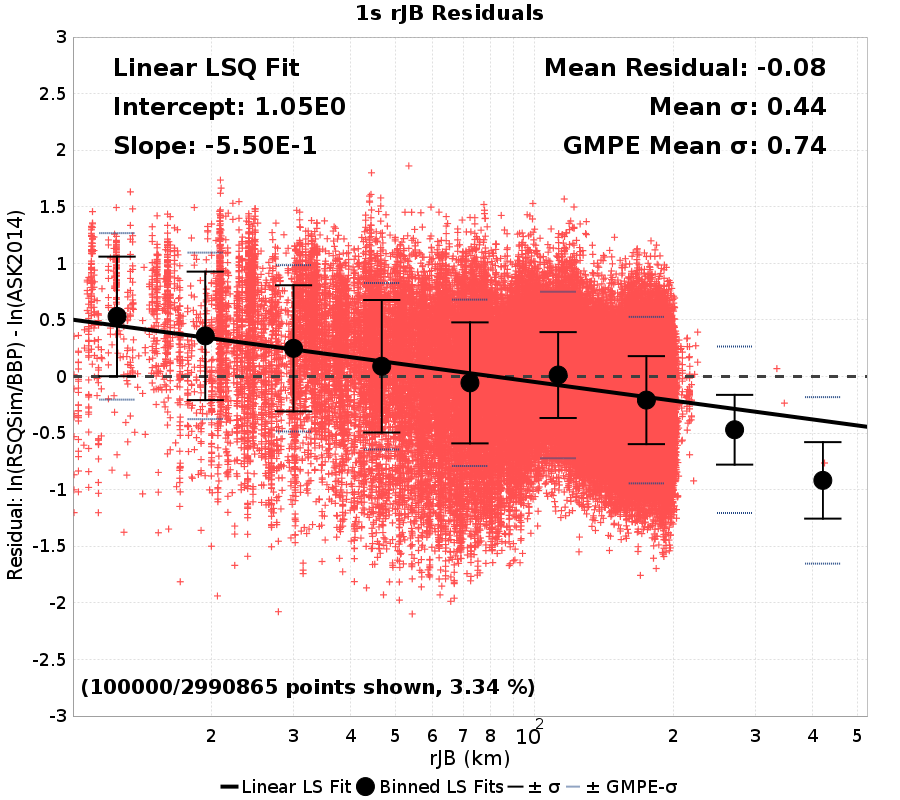 1s rJB Residuals
Linear LSQ Fit
Intercept: 1.05E0
Slope: -5.50E-1
Mean Residual: -0.08
Mean σ: 0.44
GMPE Mean σ: 0.74
Residual: ln(RSQSim/BBP) - ln(ASK2014)
3
2.5
2
1.5
1
0.5
0
-0.5
-1
-1.5
-2
-2.5
-3
(100000/2990865 points shown, 3.34 %)
2 3 4 5 6 7 8 10² 2 3 4 5
rJB (km)
Linear LS Fit Binned LS Fits ± σ ± GMPE-σ